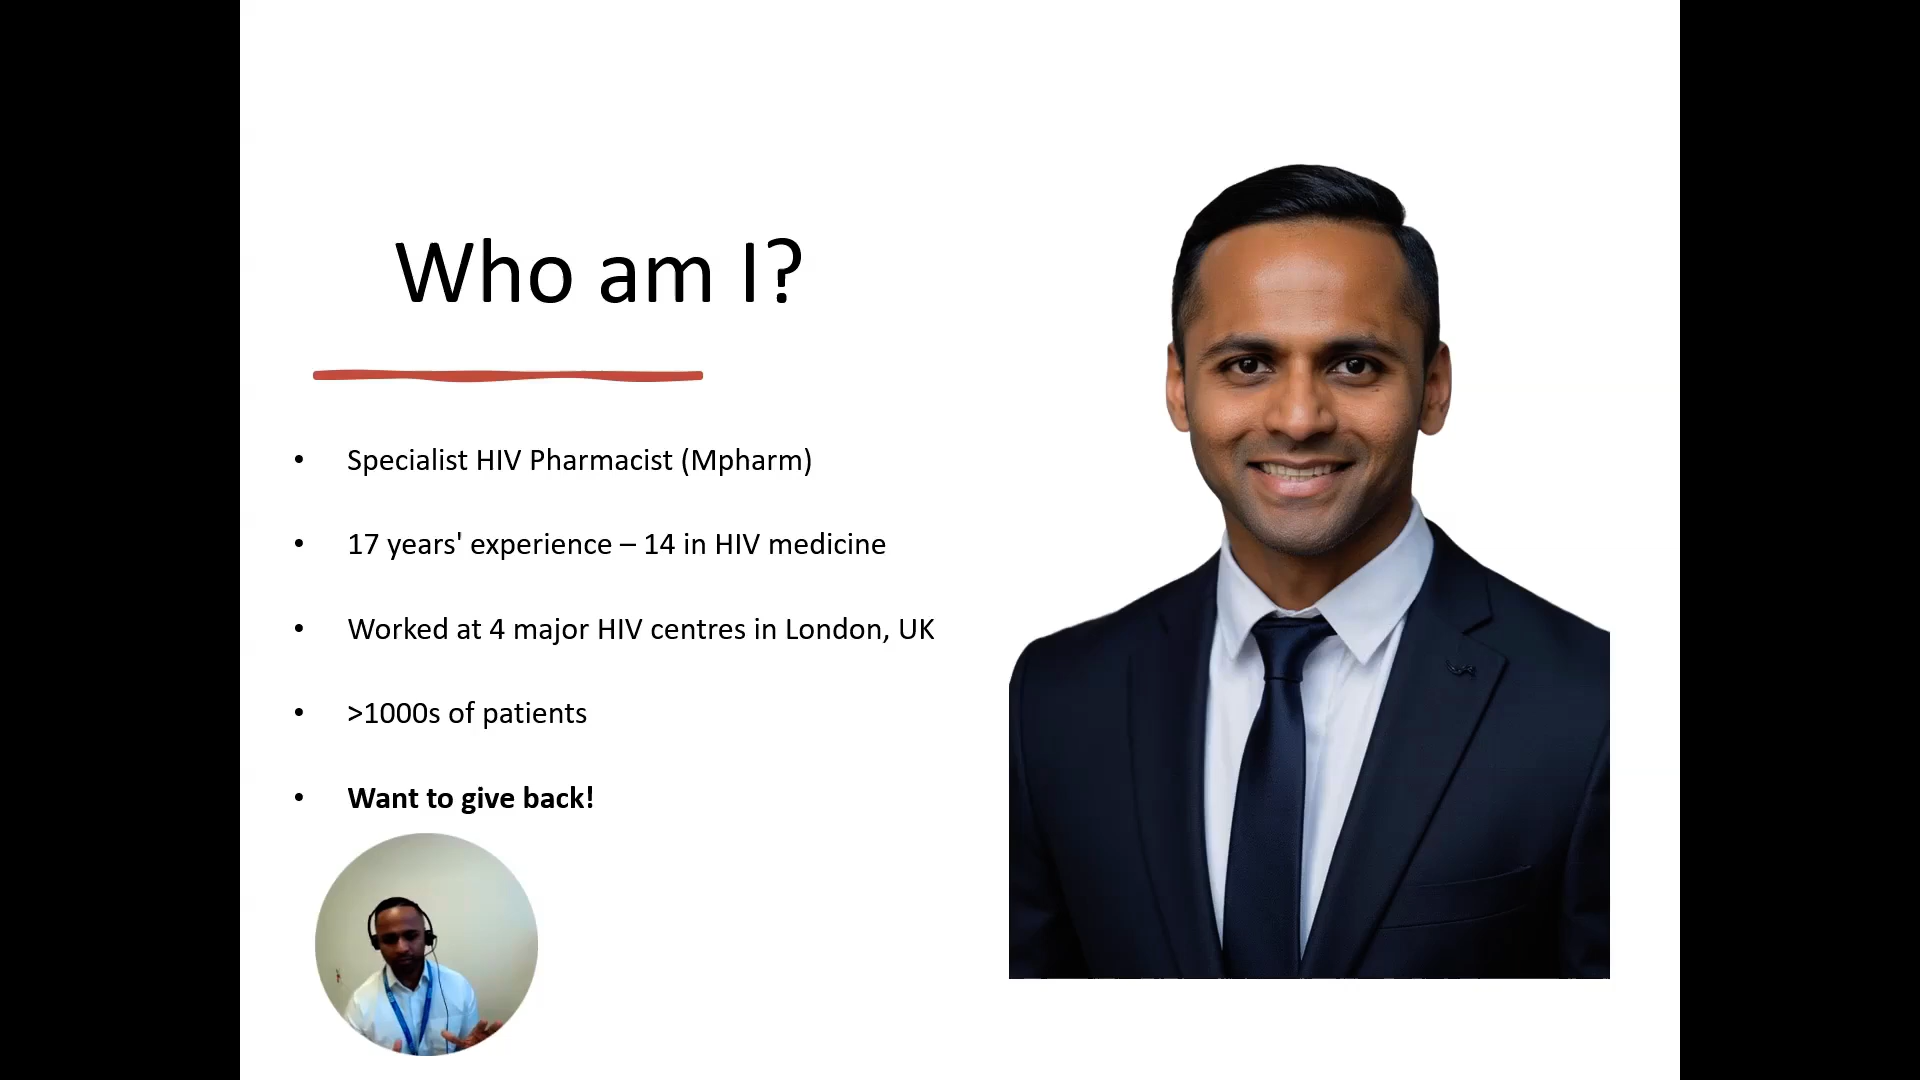 Who am I?
• Specialist HIV Pharmacist (Mpharm)
• 17 years' experience – 14 in HIV medicine
• Worked at 4 major HIV centres in London, UK
• >1000s of patients
• Want to give back!